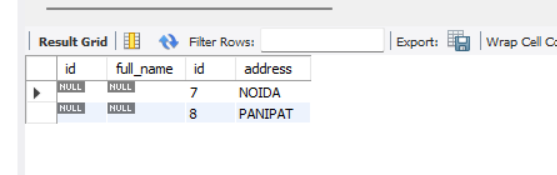 Result Grid Filter Rows: Export: Wrap Cell Co
id full_name id address
NULL NULL 7 NOIDA
NULL NULL 8 PANIPAT